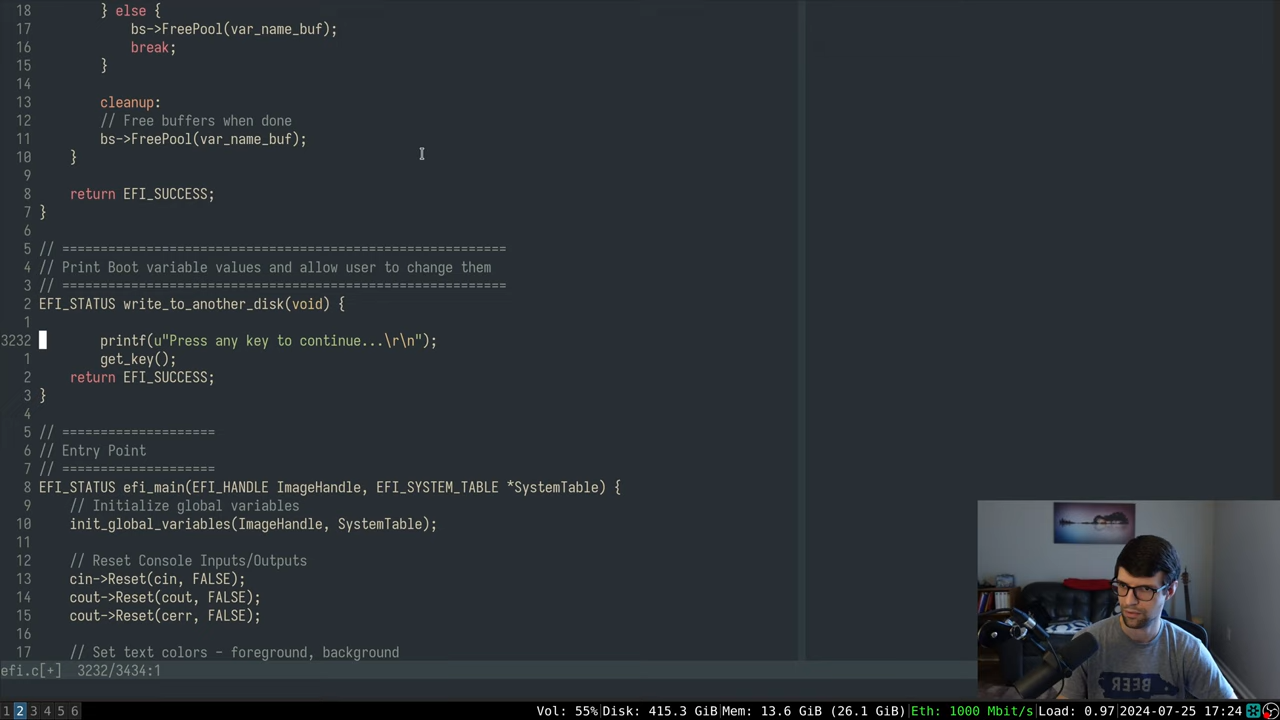 18         } else {
17             bs->FreePool(var_name_buf);
16             break;
15         }
14
13         cleanup:
12         // Free buffers when done
11         bs->FreePool(var_name_buf);
10     }
9
8     return EFI_SUCCESS;
7 }
6
5 // ==========================================================
4 // Print Boot variable values and allow user to change them
3 // ==========================================================
2 EFI_STATUS write_to_another_disk(void) {
1
3232         printf(u"Press any key to continue...\r\n");
1         get_key();
2     return EFI_SUCCESS;
3 }
4
5 // ====================
6 // Entry Point
7 // ====================
8 EFI_STATUS efi_main(EFI_HANDLE ImageHandle, EFI_SYSTEM_TABLE *SystemTable) {
9     // Initialize global variables
10     init_global_variables(ImageHandle, SystemTable);
11
12     // Reset Console Inputs/Outputs
13     cin->Reset(cin, FALSE);
14     cout->Reset(cout, FALSE);
15     cout->Reset(cerr, FALSE);
16
17     // Set text colors - foreground, background
efi.c[+]  3232/3434:1
1 2 3 4 5 6 Vol: 55%|Disk: 415.3 GiB|Mem: 13.6 GiB (26.1 GiB)|Eth: 1000 Mbit/s|Load: 0.97|2024-07-25 17:24
BEER